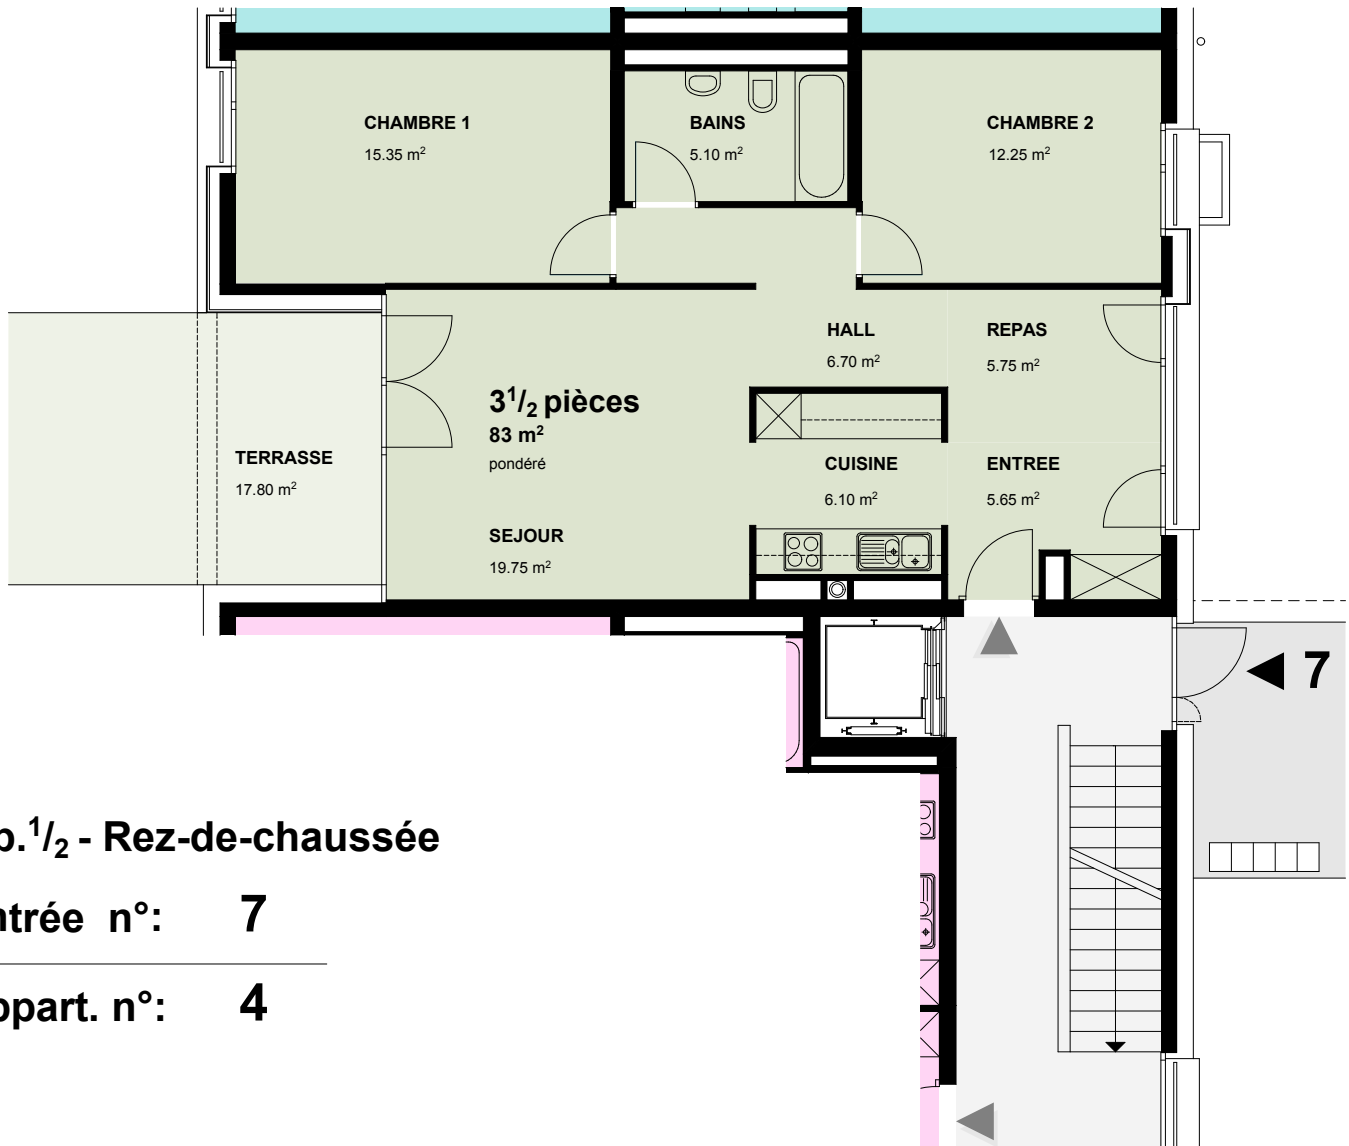 CHAMBRE 1
15.35 m²
BAINS
5.10 m²
CHAMBRE 2
12.25 m²
HALL
6.70 m²
REPAS
5.75 m²
3 1/2 pièces
83 m²
pondéré
TERRASSE
17.80 m²
CUISINE
6.10 m²
ENTREE
5.65 m²
SEJOUR
19.75 m²
7
p. 1/2 - Rez-de-chaussée
ntrée n°: 7
ppart. n°: 4